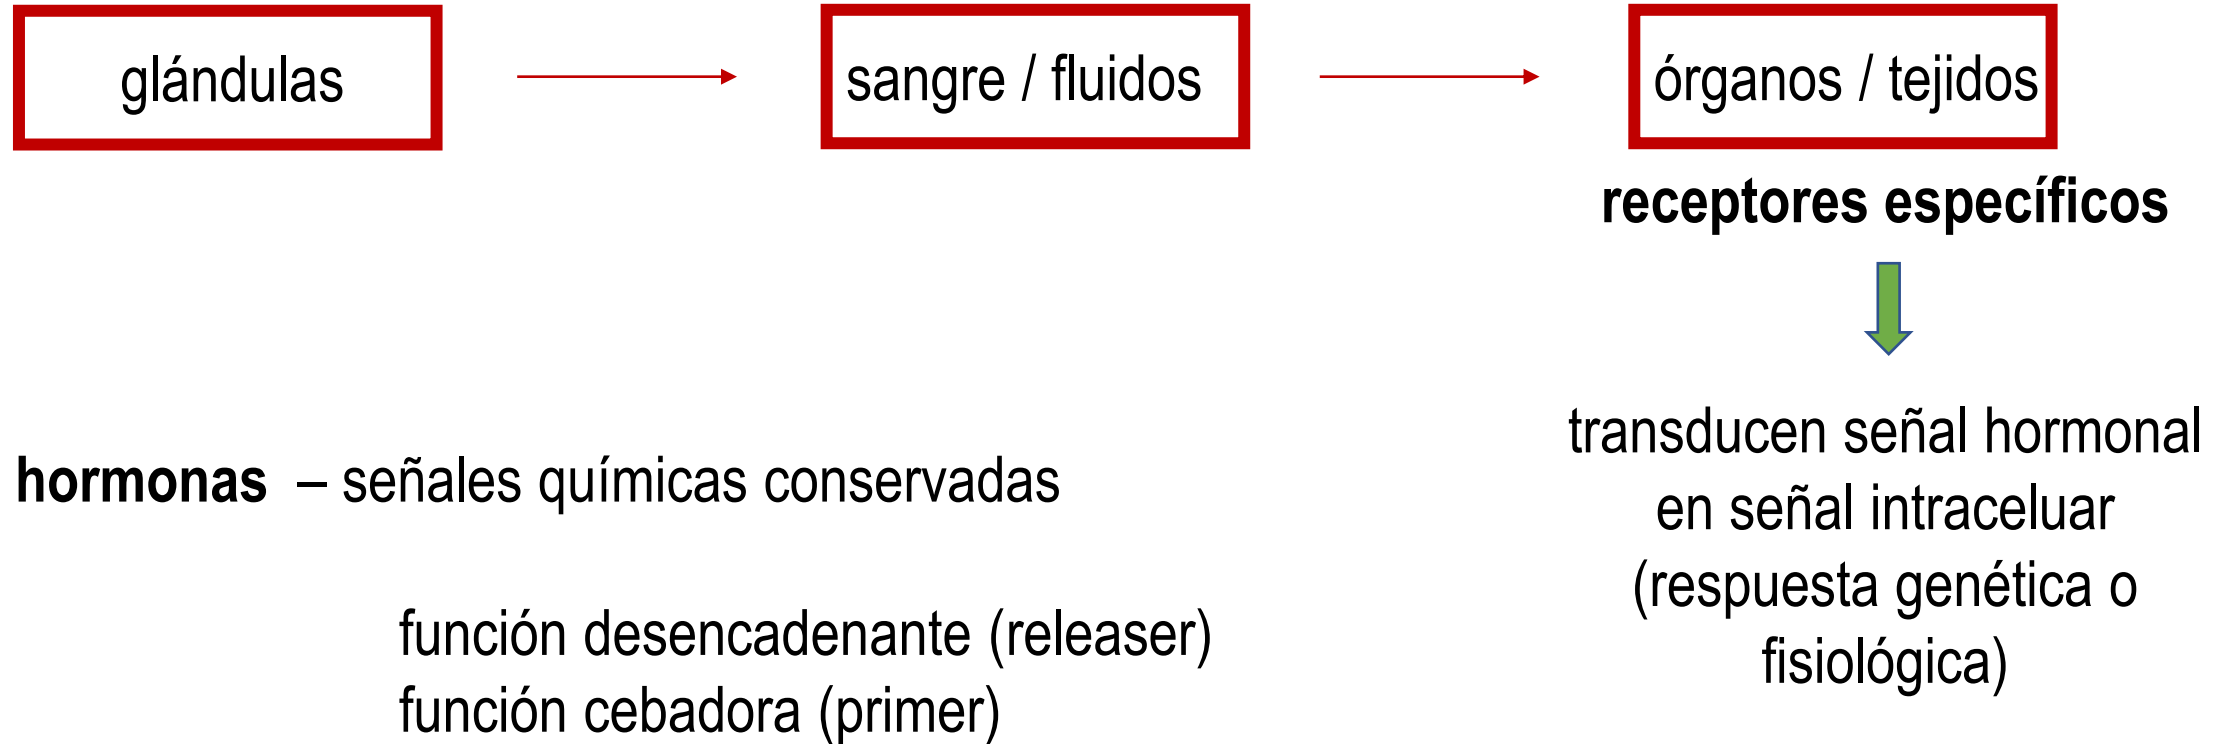 glándulas
sangre / fluidos
órganos / tejidos
receptores específicos
transducen señal hormonal
en señal intraceluar
(respuesta genética o
fisiológica)
hormonas – señales químicas conservadas
función desencadenante (releaser)
función cebadora (primer)